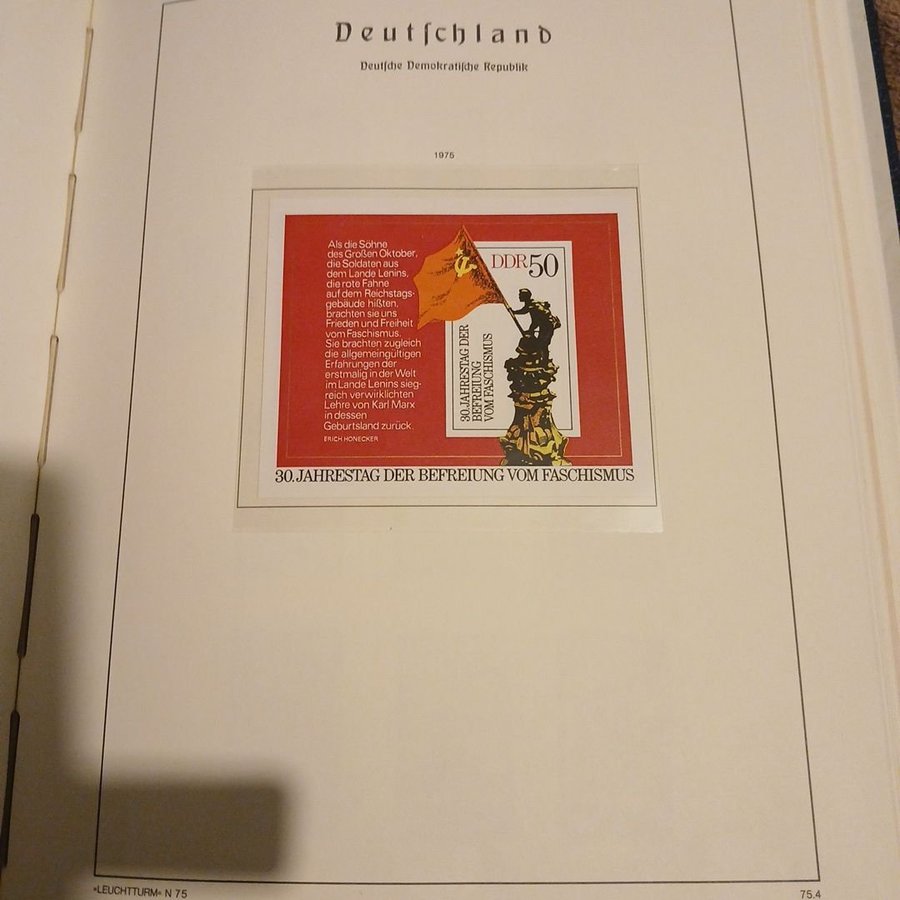 Deutſchland
Deutſche Demokratiſche Republik
1975
Als die Söhne
des Großen Oktober,
die Soldaten aus
dem Lande Lenins,
die rote Fahne
auf dem Reichstags-
gebäude hißten,
brachten sie uns
Frieden und Freiheit
vom Faschismus.
Sie brachten zugleich
die allgemeingültigen
Erfahrungen der
erstmalig in der Welt
im Lande Lenins sieg-
reich verwirklichten
Lehre von Karl Marx
in dessen
Geburtsland zurück.
ERICH HONECKER
DDR 50
30. JAHRESTAG DER
BEFREIUNG
VOM FASCHISMUS
30. JAHRESTAG DER BEFREIUNG VOM FASCHISMUS
»LEUCHTTURM« N 75
75.4